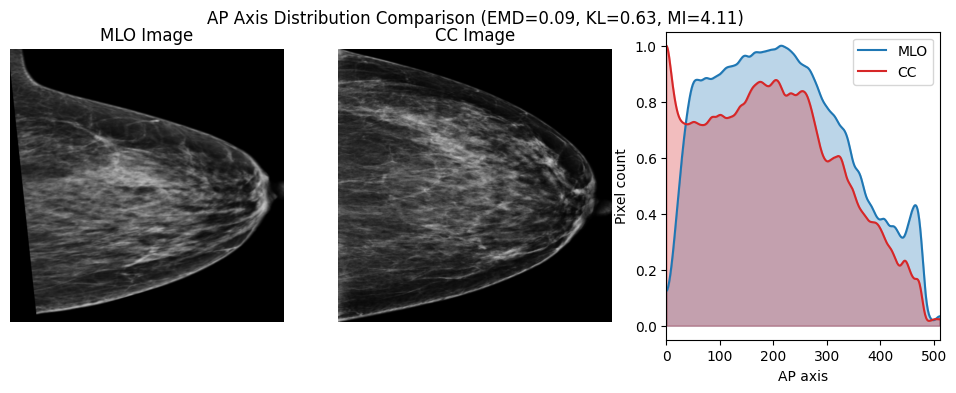 AP Axis Distribution Comparison (EMD=0.09, KL=0.63, MI=4.11)
MLO Image
CC Image
MLO
CC
Pixel count
1.0
0.8
0.6
0.4
0.2
0.0
0 100 200 300 400 500
AP axis